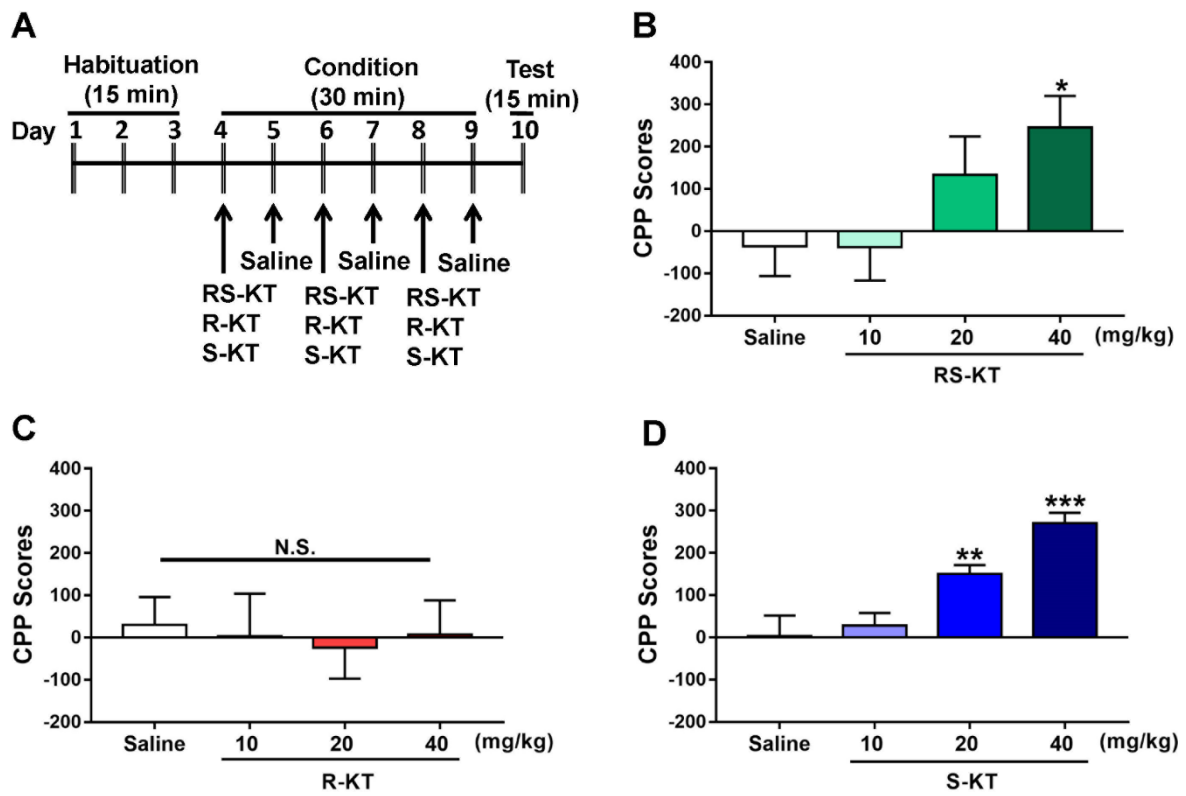 A
Habituation
(15 min)
Condition
(30 min)
Test
(15 min)
Day 1 2 3 4 5 6 7 8 9 10
Saline Saline Saline
RS-KT RS-KT RS-KT
R-KT R-KT R-KT
S-KT S-KT S-KT
B
CPP Scores
400
300
200
100
0
-100
-200
*
Saline 10 20 40 (mg/kg)
RS-KT
C
CPP Scores
400
300
200
100
0
-100
-200
N.S.
Saline 10 20 40 (mg/kg)
R-KT
D
CPP Scores
400
300
200
100
0
-100
-200
**
***
Saline 10 20 40 (mg/kg)
S-KT